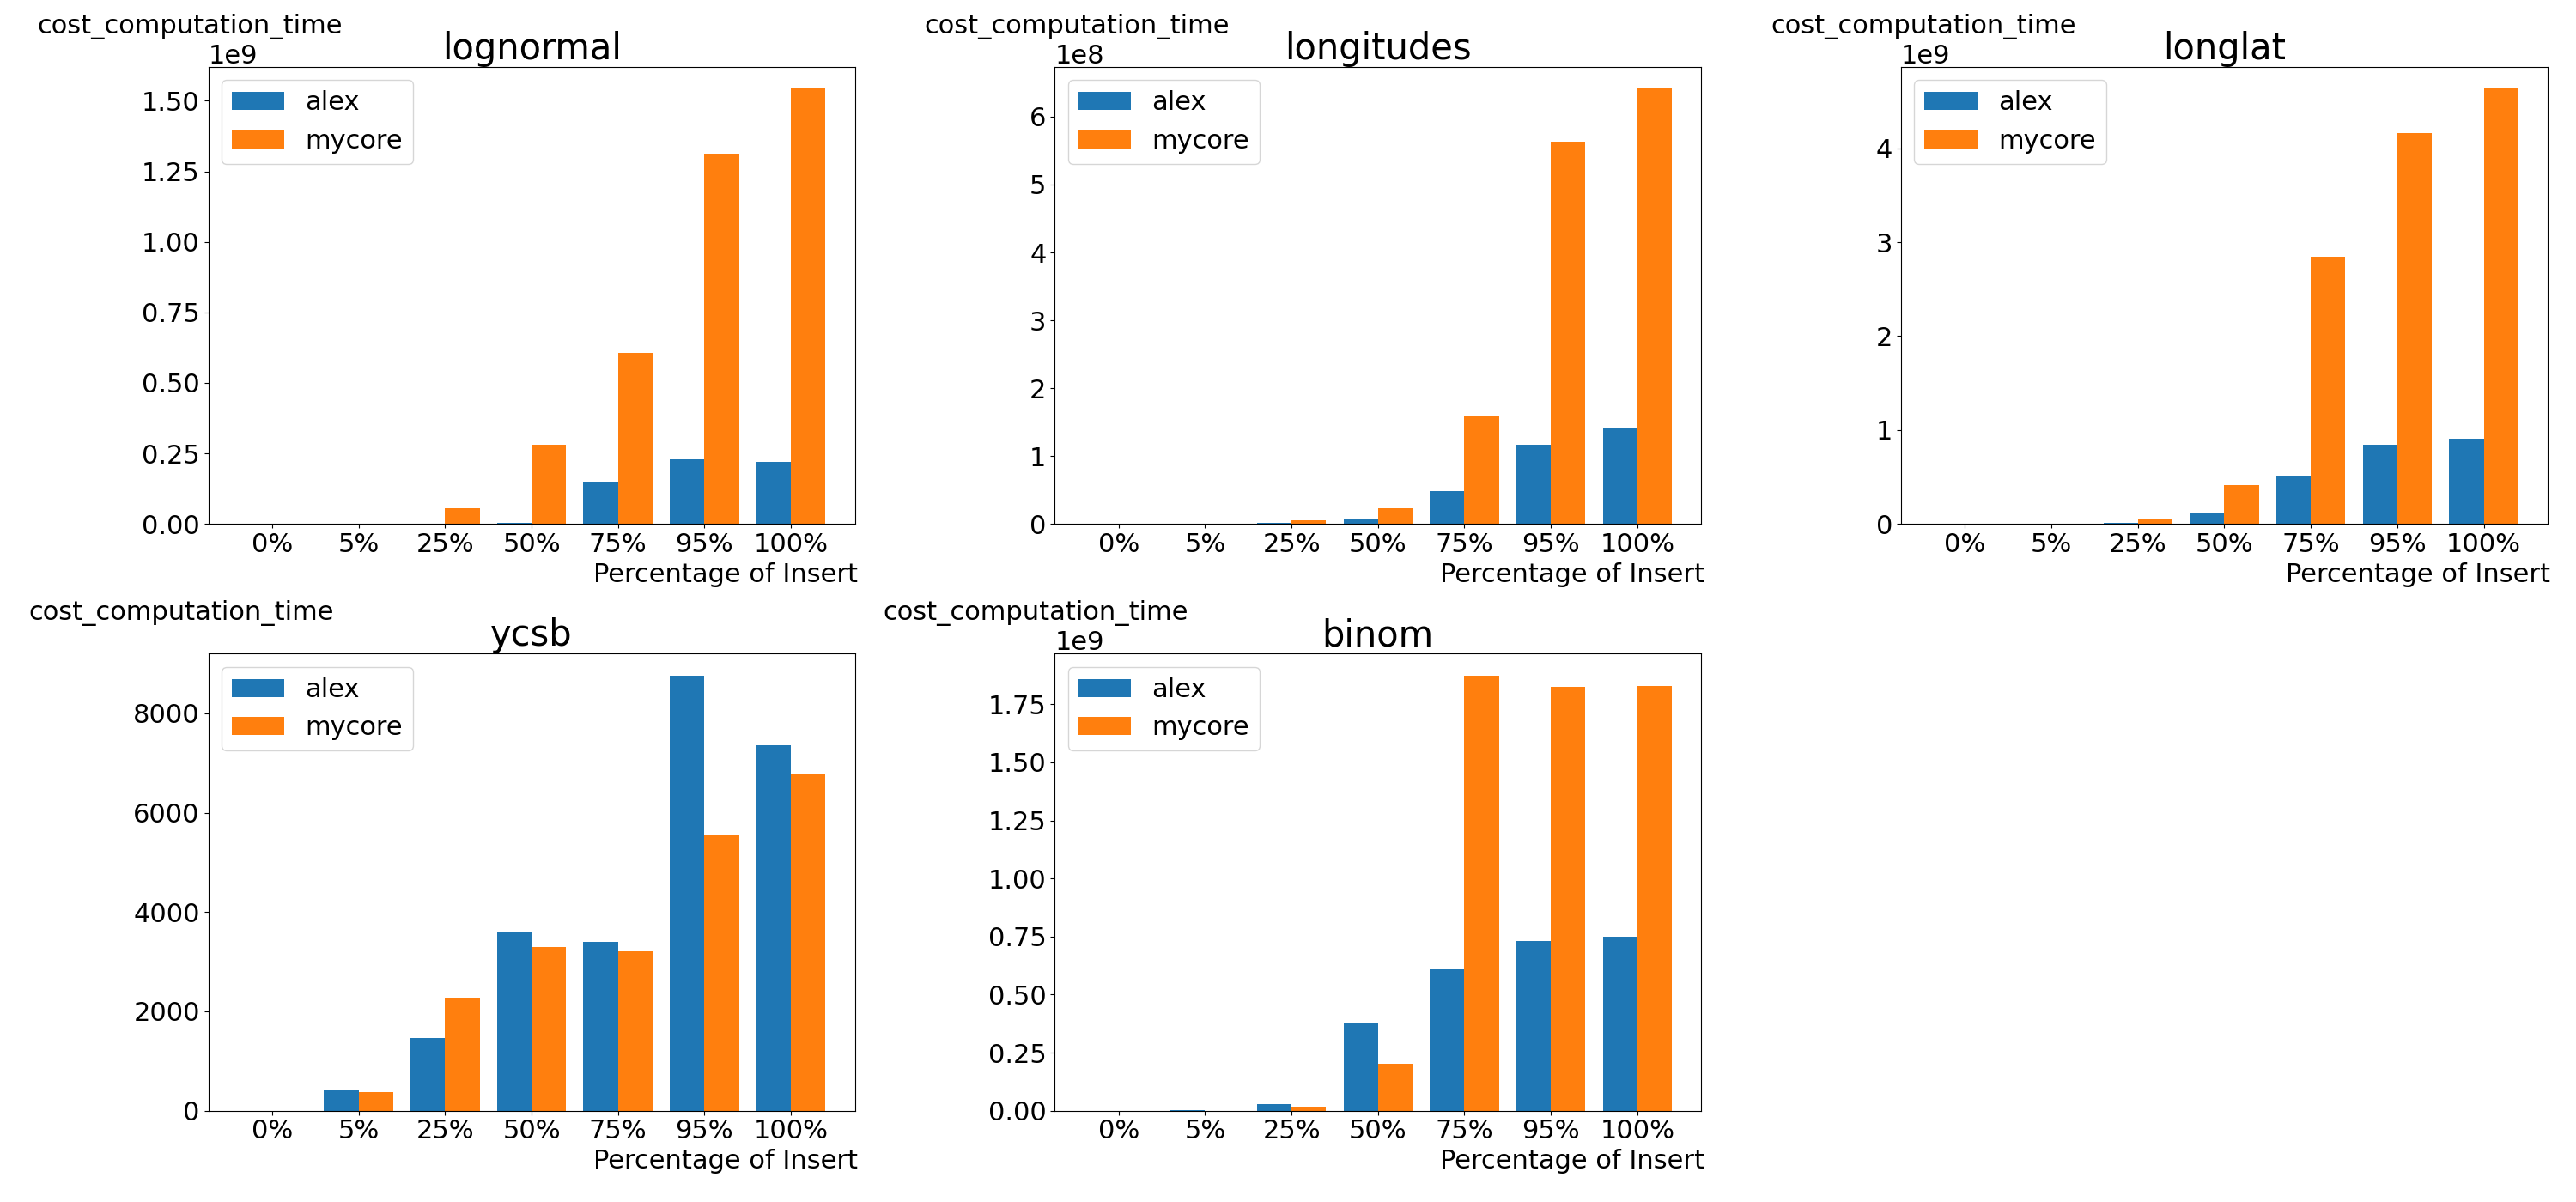 cost_computation_time
1e9
lognormal
alex
mycore
1.50
1.25
1.00
0.75
0.50
0.25
0.00
0% 5% 25% 50% 75% 95% 100%
Percentage of Insert
cost_computation_time
1e8
longitudes
alex
mycore
6
5
4
3
2
1
0
0% 5% 25% 50% 75% 95% 100%
Percentage of Insert
cost_computation_time
1e9
longlat
alex
mycore
4
3
2
1
0
0% 5% 25% 50% 75% 95% 100%
Percentage of Insert
cost_computation_time
ycsb
alex
mycore
8000
6000
4000
2000
0
0% 5% 25% 50% 75% 95% 100%
Percentage of Insert
cost_computation_time
1e9
binom
alex
mycore
1.75
1.50
1.25
1.00
0.75
0.50
0.25
0.00
0% 5% 25% 50% 75% 95% 100%
Percentage of Insert